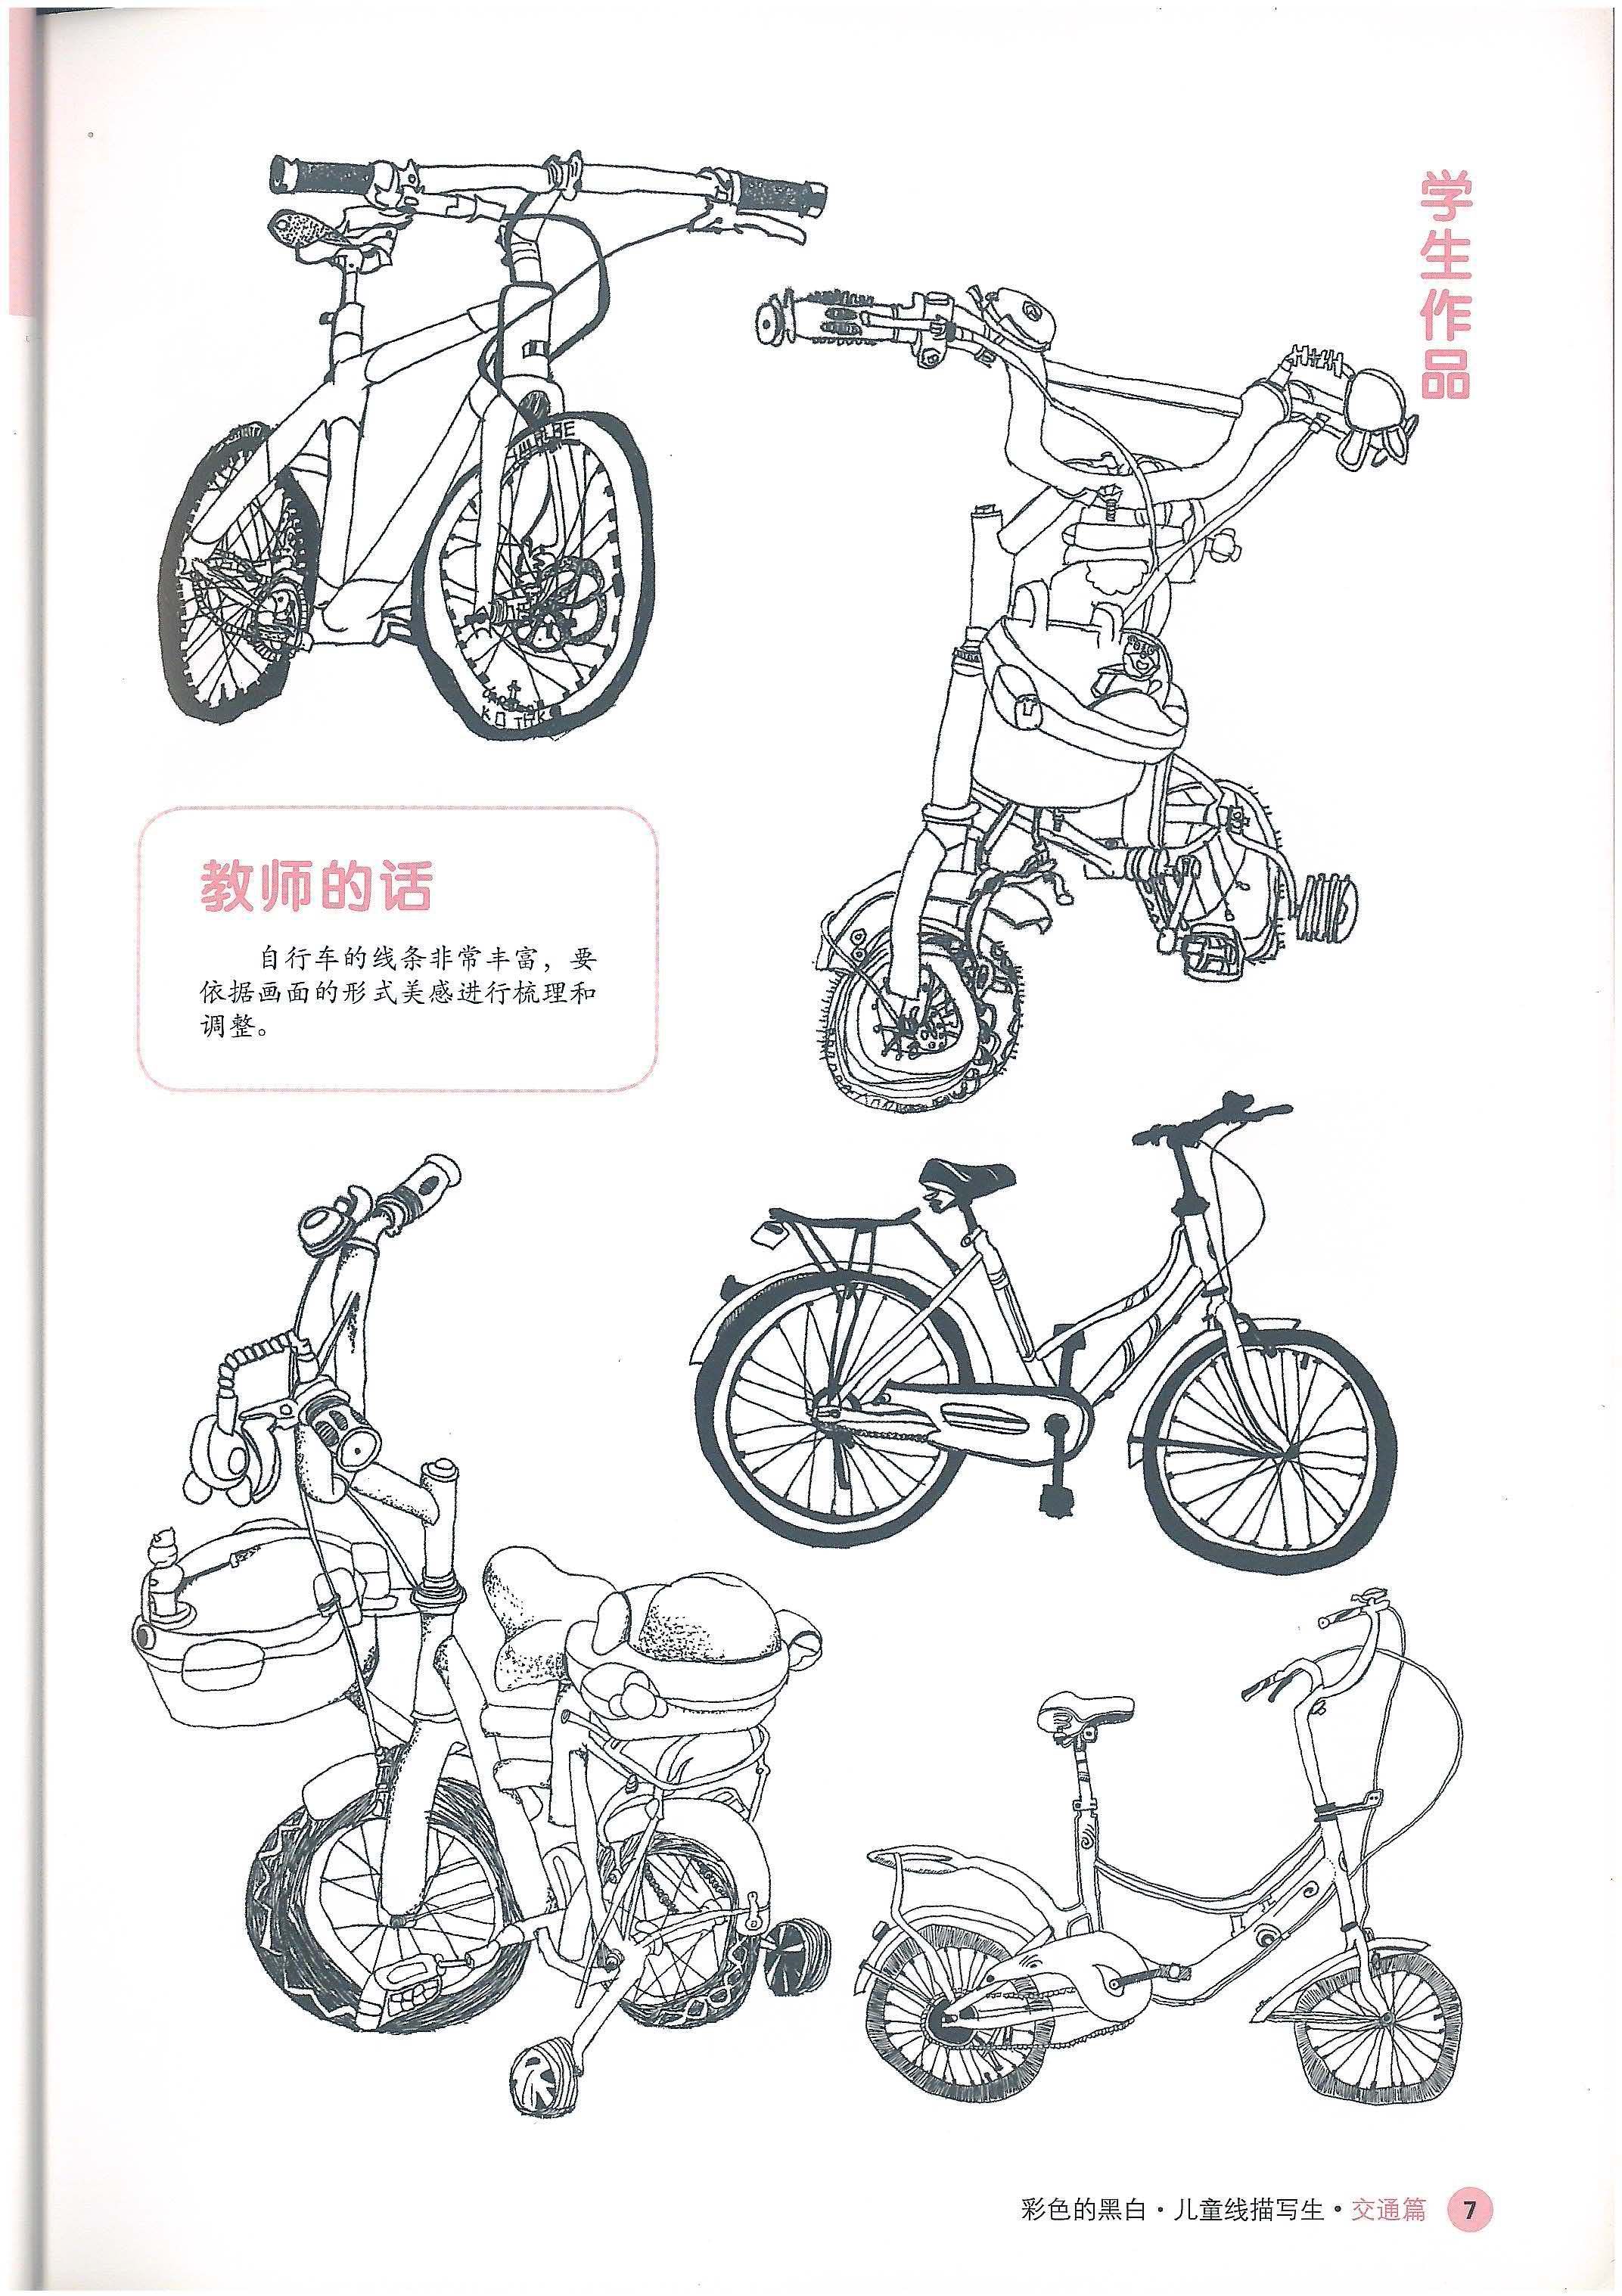 学生作品
教师的话
自行车的线条非常丰富，要
依据画面的形式美感进行梳理和
调整。
彩色的黑白·儿童线描写生·交通篇 7